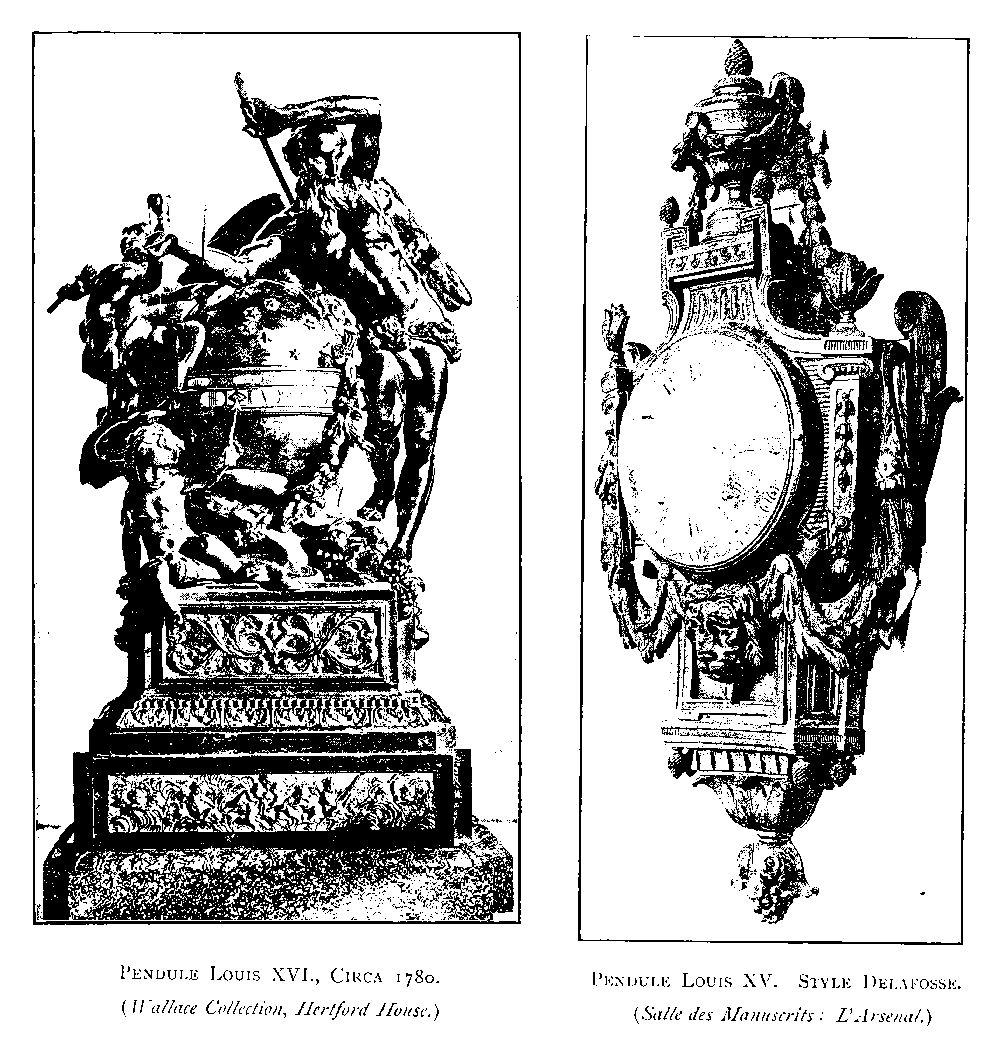 PENDULE LOUIS XVI., CIRCA 1780.
(Wallace Collection, Hertford House.)
PENDULE LOUIS XV. STYLE DELAFOSSE.
(Salle des Manuscrits: L'Arsenal.)